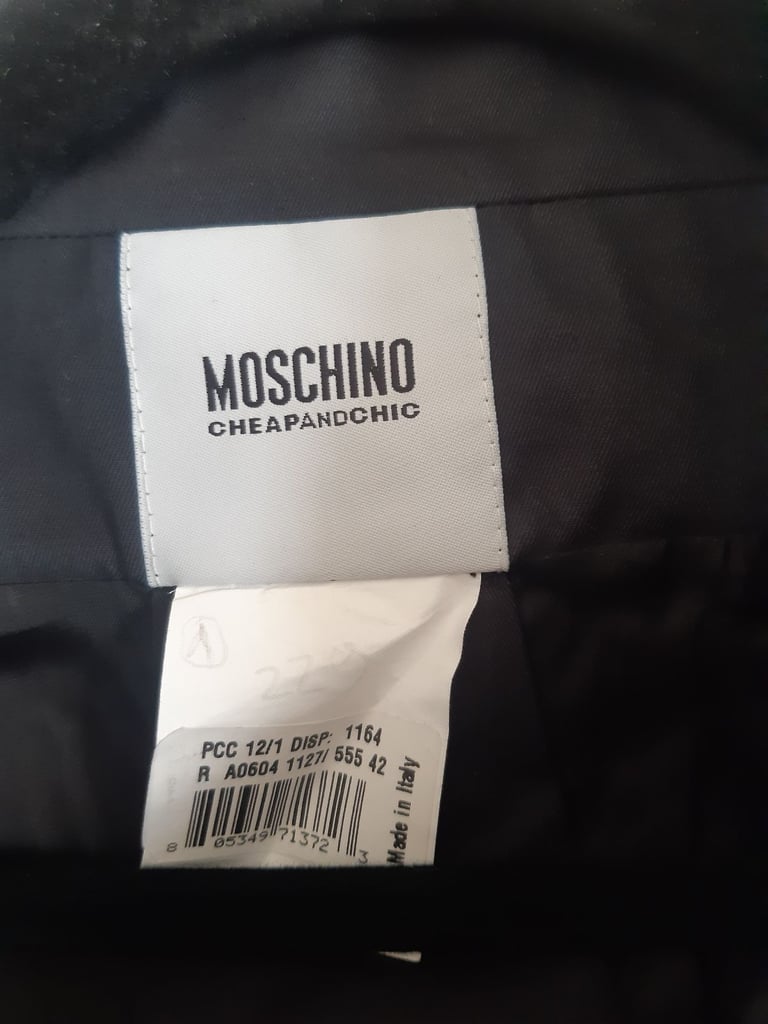 MOSCHINO
CHEAPANDCHIC
PCC 12/1 DISP: 1164
R A0604 1127/ 555 42
8 05349 71372 3
Made in Italy